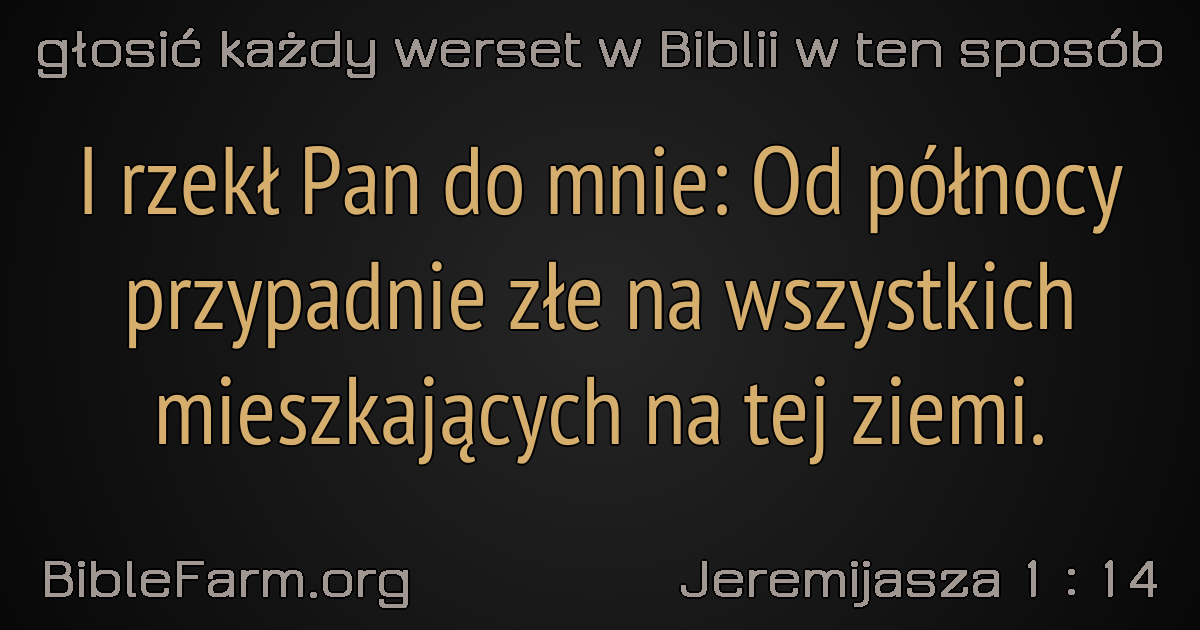 głosić każdy werset w Biblii w ten sposób
I rzekł Pan do mnie: Od północy
przypadnie złe na wszystkich
mieszkających na tej ziemi.
BibleFarm.org
Jeremijasza 1 : 14